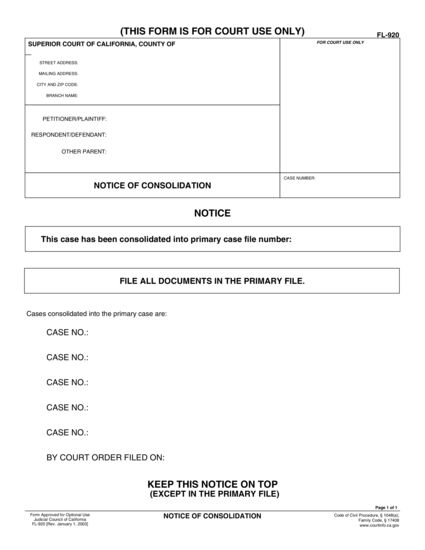 (THIS FORM IS FOR COURT USE ONLY)
FL-920
SUPERIOR COURT OF CALIFORNIA, COUNTY OF
FOR COURT USE ONLY
STREET ADDRESS:
MAILING ADDRESS:
CITY AND ZIP CODE:
BRANCH NAME:
PETITIONER/PLAINTIFF:
RESPONDENT/DEFENDANT:
OTHER PARENT:
NOTICE OF CONSOLIDATION
CASE NUMBER:
NOTICE
This case has been consolidated into primary case file number:
FILE ALL DOCUMENTS IN THE PRIMARY FILE.
Cases consolidated into the primary case are:
CASE NO.:
CASE NO.:
CASE NO.:
CASE NO.:
CASE NO.:
BY COURT ORDER FILED ON:
KEEP THIS NOTICE ON TOP
(EXCEPT IN THE PRIMARY FILE)
Page 1 of 1
Form Approved for Optional Use
Judicial Council of California
FL-920 [Rev. January 1, 2003]
NOTICE OF CONSOLIDATION
Code of Civil Procedure, § 1048(a);
Family Code, § 17408
www.courtinfo.ca.gov